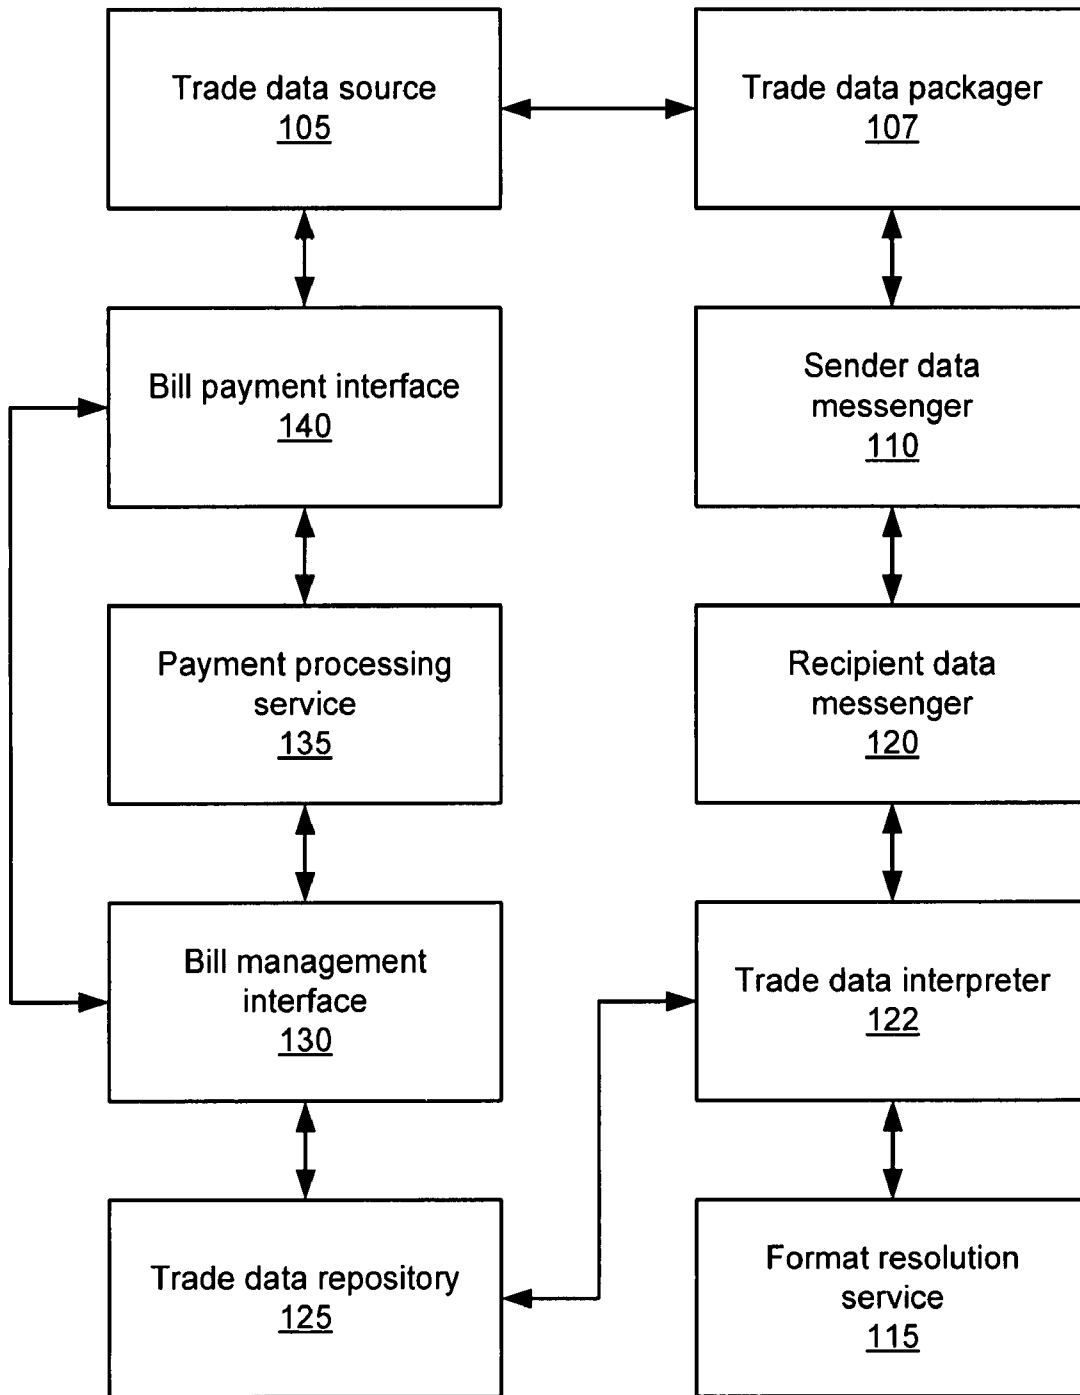 Trade data source
105
Trade data packager
107
Bill payment interface
140
Sender data
messenger
110
Payment processing
service
135
Recipient data
messenger
120
Bill management
interface
130
Trade data interpreter
122
Trade data repository
125
Format resolution
service
115